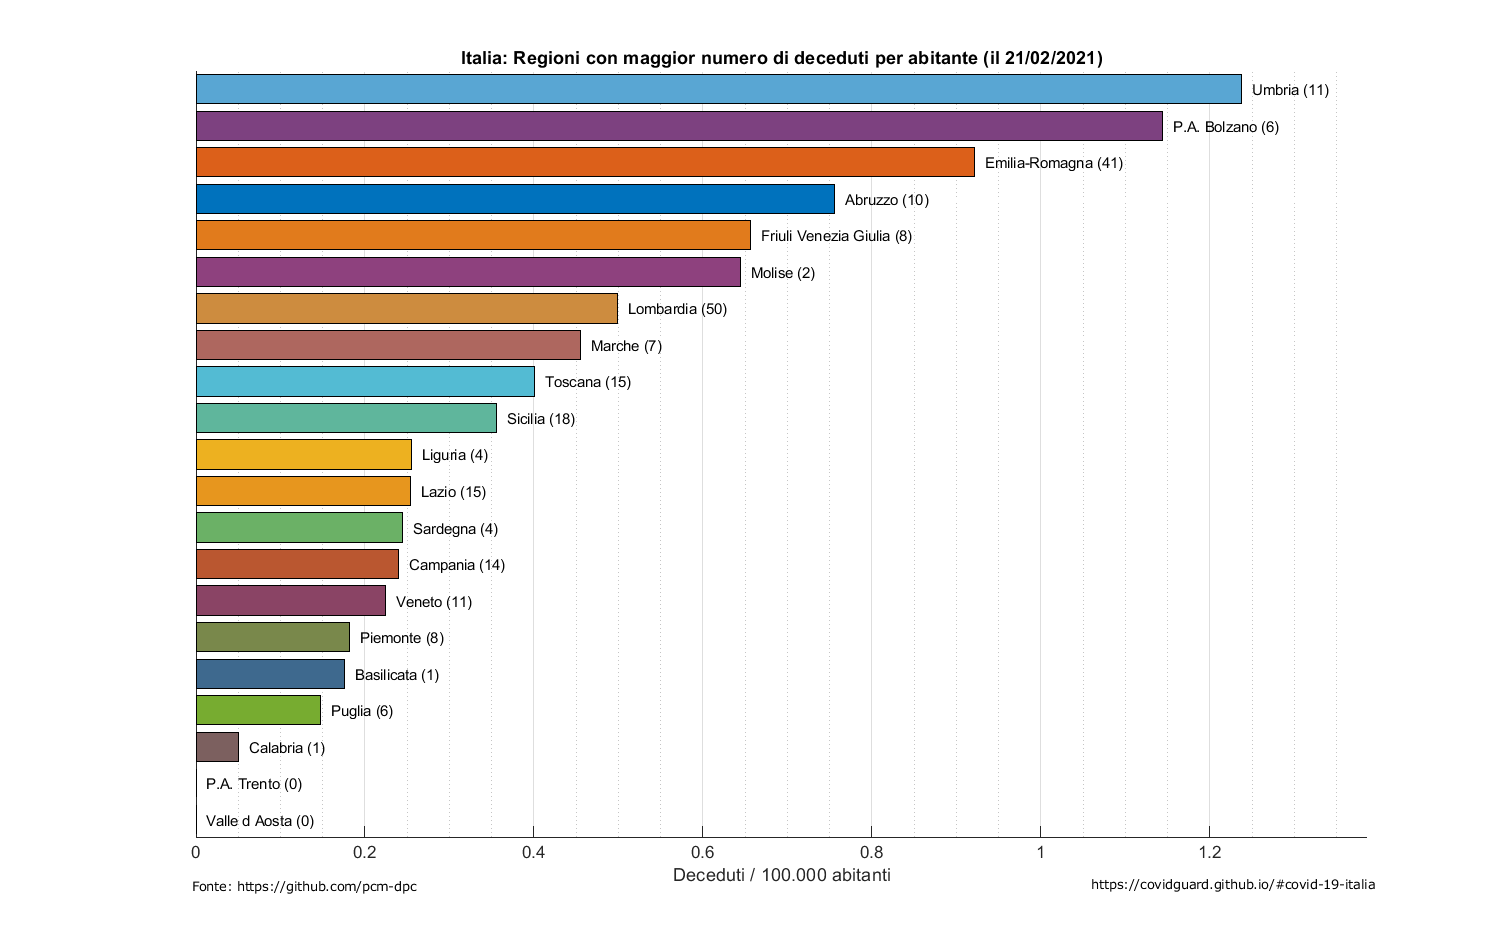 Italia: Regioni con maggior numero di deceduti per abitante (il 21/02/2021)
Umbria (11)
P.A. Bolzano (6)
Emilia-Romagna (41)
Abruzzo (10)
Friuli Venezia Giulia (8)
Molise (2)
Lombardia (50)
Marche (7)
Toscana (15)
Sicilia (18)
Liguria (4)
Lazio (15)
Sardegna (4)
Campania (14)
Veneto (11)
Piemonte (8)
Basilicata (1)
Puglia (6)
Calabria (1)
P.A. Trento (0)
Valle d Aosta (0)
0 0.2 0.4 0.6 0.8 1 1.2
Deceduti / 100.000 abitanti
Fonte: https://github.com/pcm-dpc
https://covidguard.github.io/#covid-19-italia